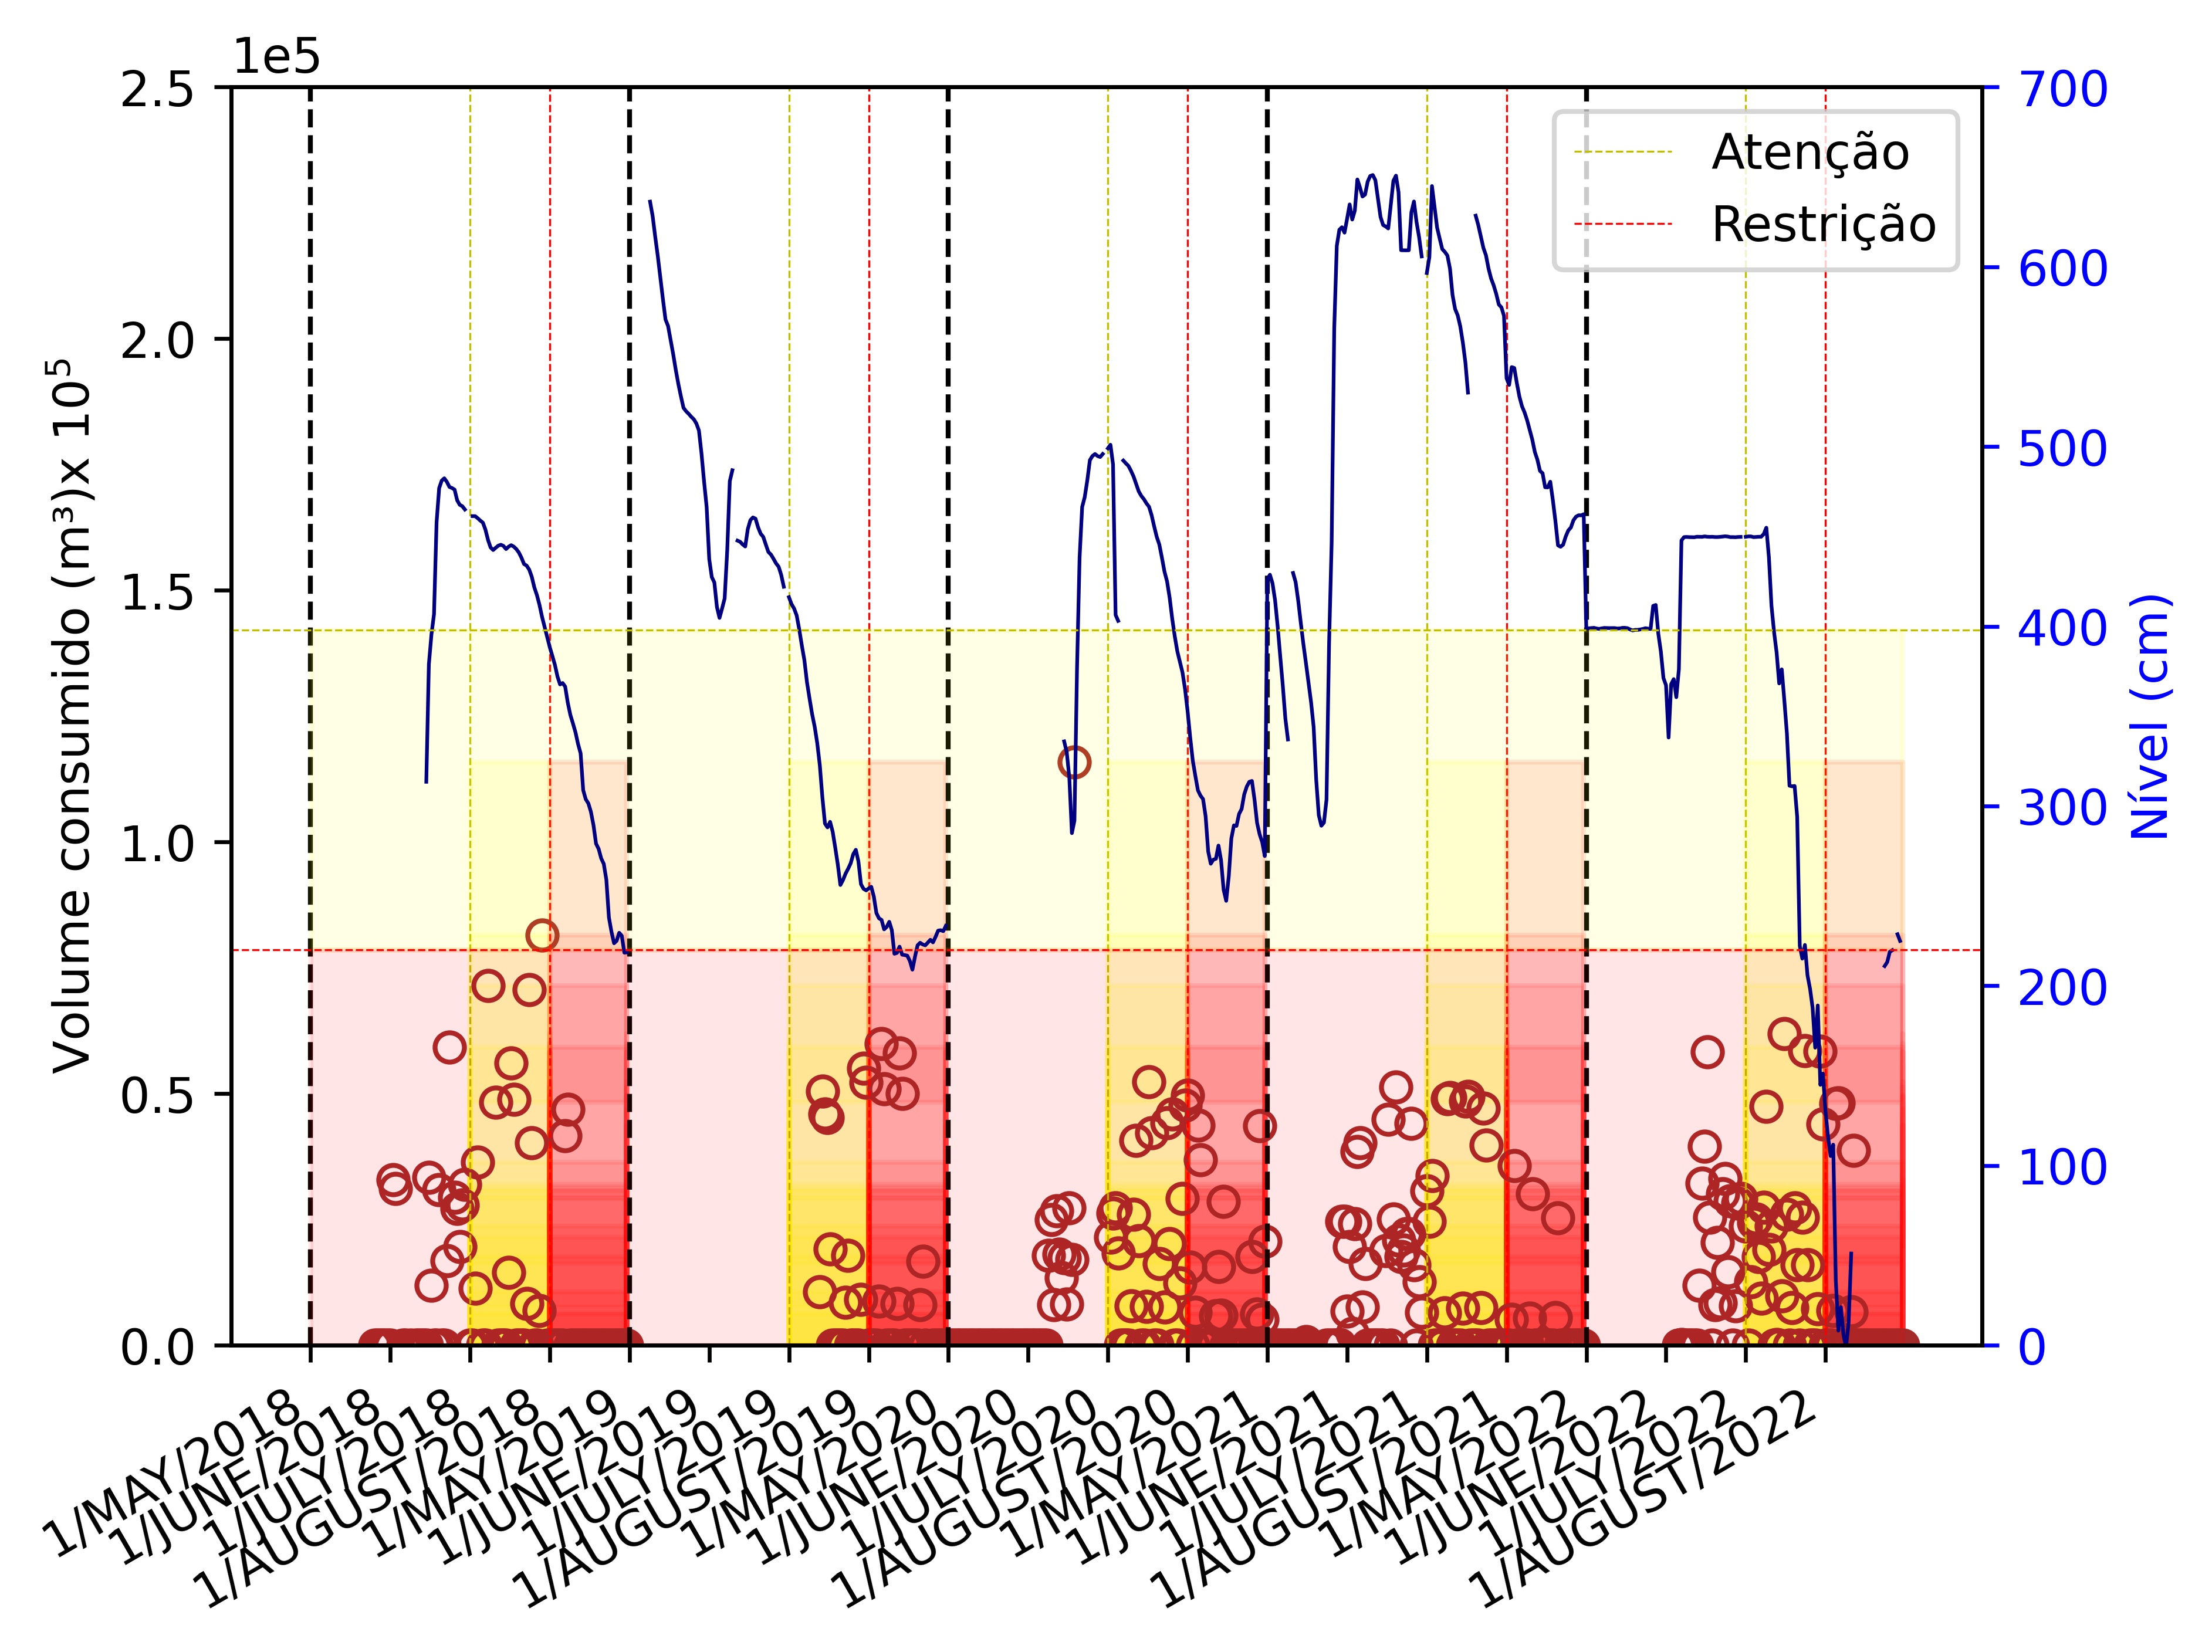 1e5
2.5
2.0
1.5
1.0
0.5
0.0
Volume consumido (m³)x 10⁵
700
600
500
400
300
200
100
0
Nível (cm)
Atenção
Restrição
1/MAY/2018
1/JUNE/2018
1/JULY/2018
1/AUGUST/2018
1/MAY/2019
1/JUNE/2019
1/JULY/2019
1/AUGUST/2019
1/MAY/2020
1/JUNE/2020
1/JULY/2020
1/AUGUST/2020
1/MAY/2021
1/JUNE/2021
1/JULY/2021
1/AUGUST/2021
1/MAY/2022
1/JUNE/2022
1/JULY/2022
1/AUGUST/2022